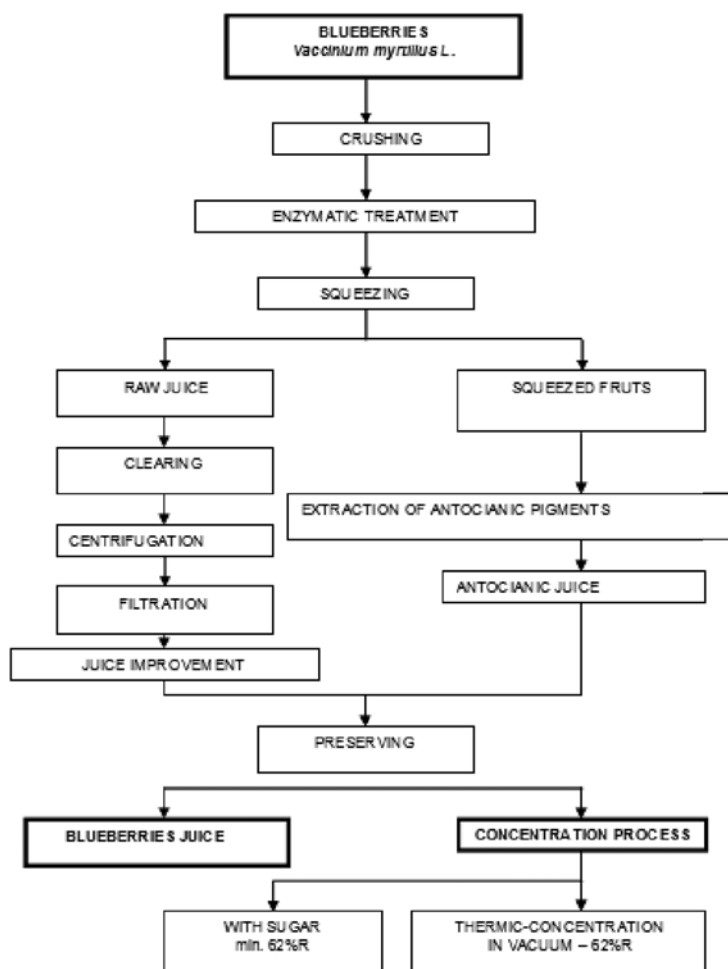 BLUEBERRIES
Vaccinium myrdillus L.
CRUSHING
ENZYMATIC TREATMENT
SQUEEZING
RAW JUICE
SQUEEZED FRUTS
CLEARING
EXTRACTION OF ANTOCIANIC PIGMENTS
CENTRIFUGATION
ANTOCIANIC JUICE
FILTRATION
JUICE IMPROVEMENT
PRESERVING
BLUEBERRIES JUICE
CONCENTRATION PROCESS
WITH SUGAR
min. 62%R
THERMIC-CONCENTRATION
IN VACUUM – 62%R